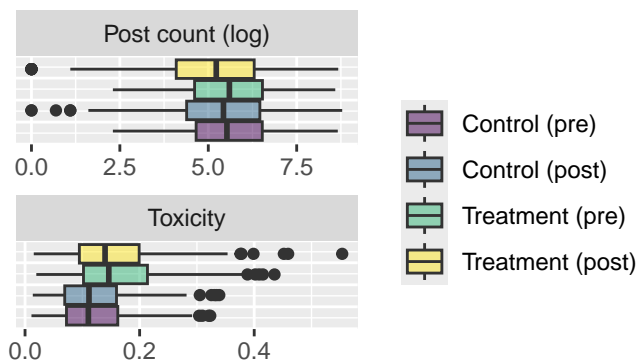 Post count (log)
0.0 2.5 5.0 7.5
Toxicity
0.0 0.2 0.4
Control (pre)
Control (post)
Treatment (pre)
Treatment (post)